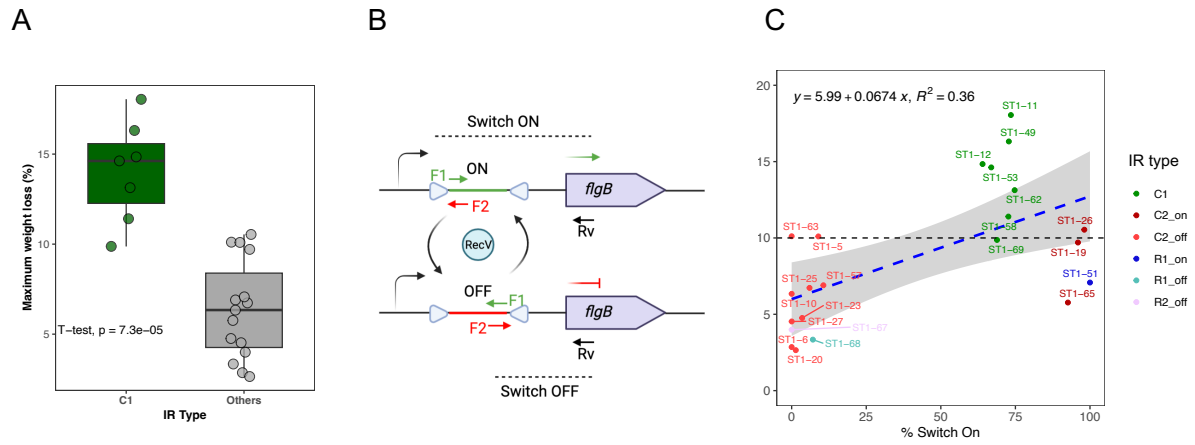 A
B
C
Maximum weight loss (%)
15
10
5
T−test, p = 7.3e−05
C1
Others
IR Type
Switch ON
ON
F1
F2
flgB
Rv
RecV
OFF
F1
F2
flgB
Rv
Switch OFF
Maximum weight loss (%)
20
15
10
5
0
y = 5.99 + 0.0674 x, R² = 0.36
ST1-11
ST1-49
ST1-12
ST1-53
ST1-62
ST1-58
ST1-69
ST1-63
ST1-5
ST1-26
ST1-19
ST1-51
ST1-65
ST1-25
ST1-57
ST1-10
ST1-23
ST1-27
ST1-67
ST1-6
ST1-68
ST1-20
0
25
50
75
100
% Switch On
IR type
C1
C2_on
C2_off
R1_on
R1_off
R2_off